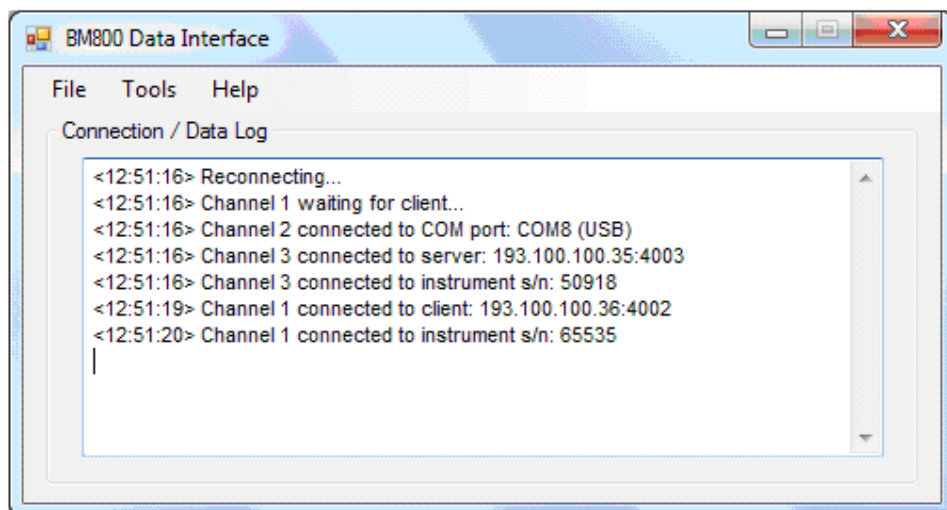 BM800 Data Interface
File Tools Help
Connection / Data Log
<12:51:16> Reconnecting...
<12:51:16> Channel 1 waiting for client...
<12:51:16> Channel 2 connected to COM port: COM8 (USB)
<12:51:16> Channel 3 connected to server: 193.100.100.35:4003
<12:51:16> Channel 3 connected to instrument s/n: 50918
<12:51:19> Channel 1 connected to client: 193.100.100.36:4002
<12:51:20> Channel 1 connected to instrument s/n: 65535